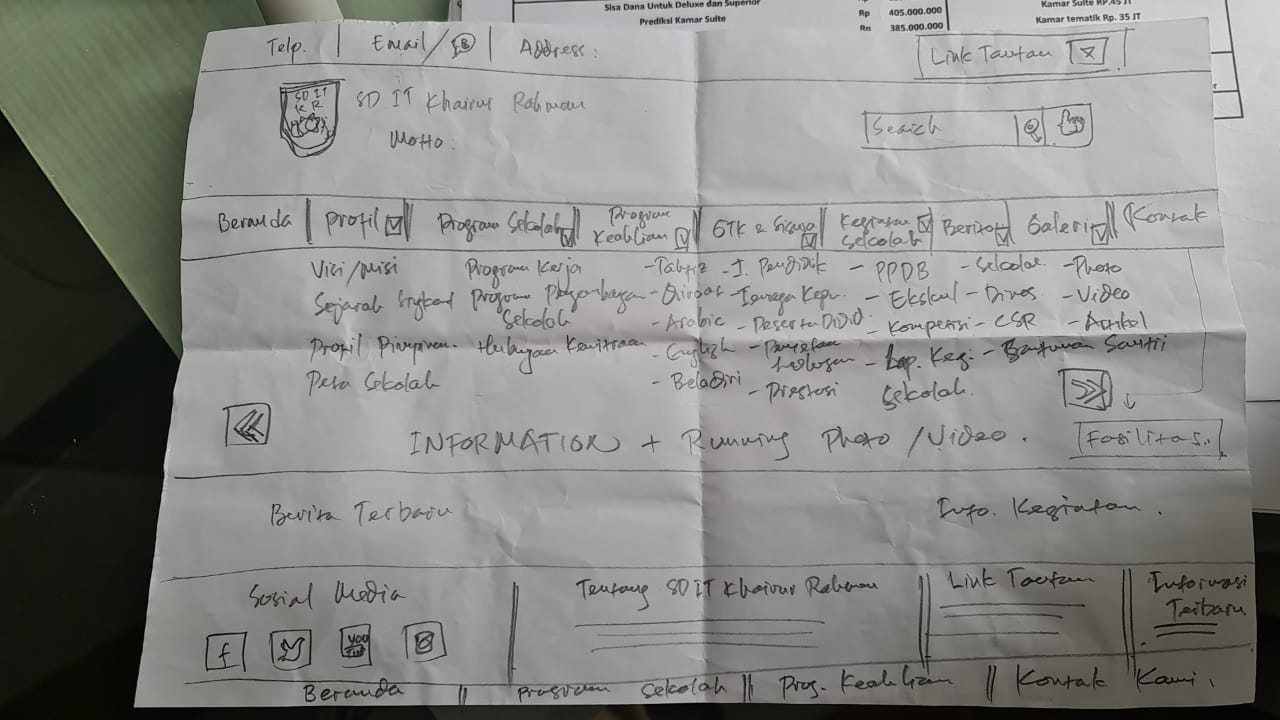 Sisa Dana Untuk Deluxe dan Superior
Prediksi Kamar Suite
Rp 405.000.000
Rp 385.000.000
Kamar Suite RP.45 JT
Kamar tematik Rp. 35 JT
Telp. | Email/ | Address:
Link Tautan
SD IT
K R
SD IT Khairur Rahman
Motto:
Search
Beranda | Profil | Program Sekolah | Program Keahlian | GTK & Siswa | Kegiatan Sekolah | Berita | Galeri | Kontak
Visi/Misi Program Kerja - Tahfiz - T. Pendidik - PPDB - Sekolah - Photo
Sejarah Singkat Program Pengembangan - Qiroat - Tenaga Kepn. - Ekskul - Dinas - Video
Sekolah - Arabic - Peserta Didid - Kompetisi - CSR - Artikel
Profil Pimpinan. Hubungan Kemitraan - English - Penelusuran Lulusan - Lap. Kegi. - Bantuan
Peta Sekolah - Beladiri - Prestasi Sekolah.
INFORMATION + Running Photo / Video.
Fasilitas..
Berita Terbaru
Info. Kegiatan.
Sosial Media
Tentang SD IT Khairur Rahman
Link Tautan
Informasi
Terbaru
f
You
Tube
Beranda || Program Sekolah || Prog. Keahlian || Kontak Kami.